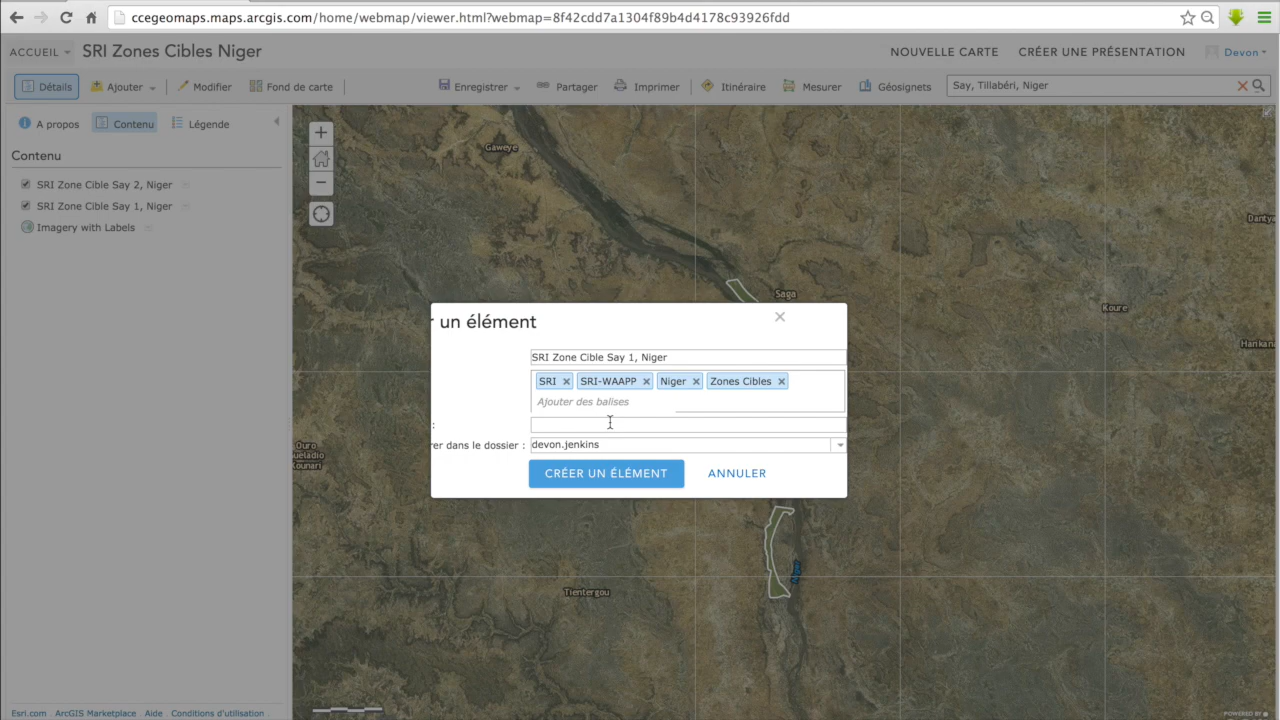 ccegeomaps.maps.arcgis.com/home/webmap/viewer.html?webmap=8f42cdd7a1304f89b4d4178c93926fdd
ACCUEIL SRI Zones Cibles Niger NOUVELLE CARTE CRÉER UNE PRÉSENTATION Devon
Détails Ajouter Modifier Fond de carte Enregistrer Partager Imprimer Itinéraire Mesurer Géosignets Say, Tillabéri, Niger
A propos Contenu Légende
Contenu
SRI Zone Cible Say 2, Niger
SRI Zone Cible Say 1, Niger
Imagery with Labels
Gaweye
Dantya
Saga
Koure
Harikana
r un élément
SRI Zone Cible Say 1, Niger
SRI SRI-WAAPP Niger Zones Cibles
Ajouter des balises
:
rer dans le dossier : devon.jenkins
CRÉER UN ÉLÉMENT ANNULER
Ouro
ueladio
Kounari
Niger
Tientergou
Esri.com ArcGIS Marketplace Aide Conditions d'utilisation
POWERED BY